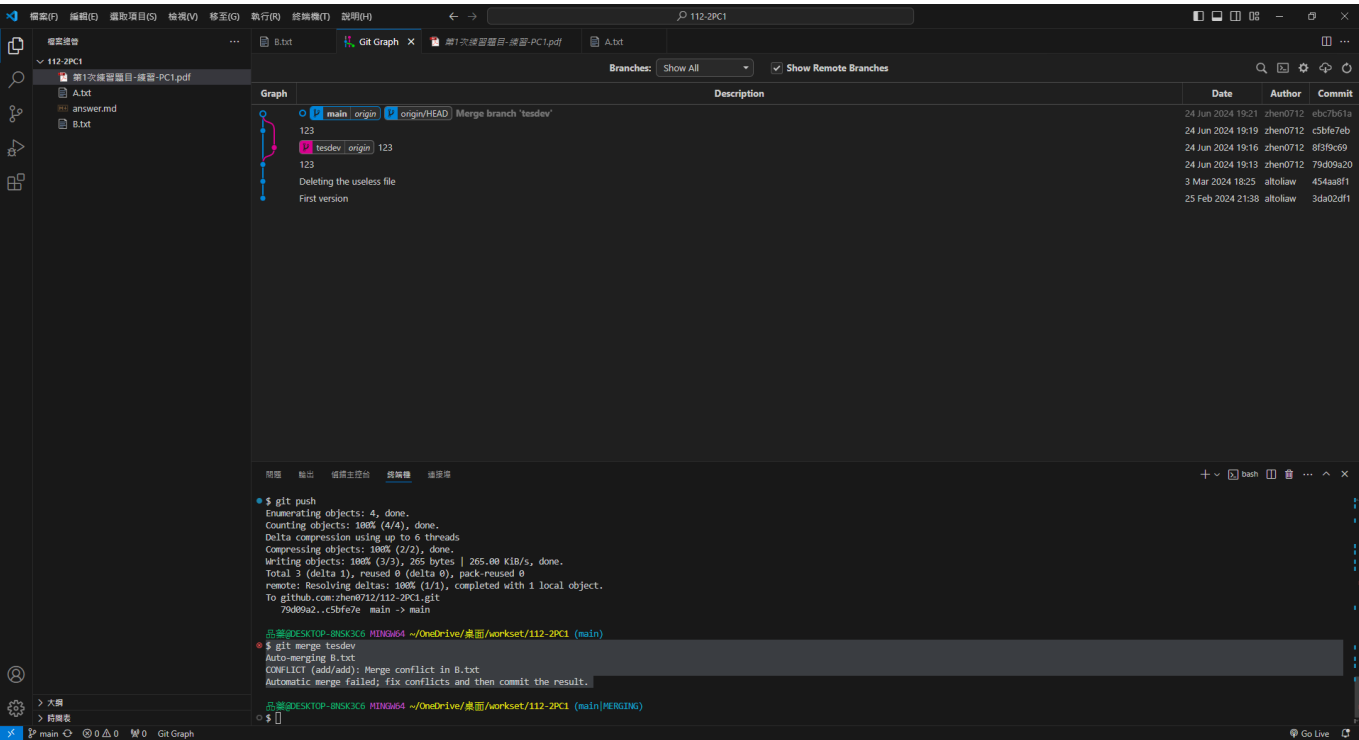 檔案(F) 編輯(E) 選取項目(S) 檢視(V) 移至(G) 執行(R) 終端機(T) 說明(H) 112-2PC1
檔案總管
112-2PC1
第1次練習題目-練習-PC1.pdf
A.txt
answer.md
B.txt
大綱
時間表
B.txt Git Graph 第1次練習題目-練習-PC1.pdf A.txt
Branches: Show All Show Remote Branches
Graph Description Date Author Commit
main origin origin/HEAD Merge branch 'tesdev' 24 Jun 2024 19:21 zhen0712 ebc7b61a
123 24 Jun 2024 19:19 zhen0712 c5bfe7eb
tesdev origin 123 24 Jun 2024 19:16 zhen0712 8f3f9c69
123 24 Jun 2024 19:13 zhen0712 79d09a20
Deleting the useless file 3 Mar 2024 18:25 altoliaw 454aa8f1
First version 25 Feb 2024 21:38 altoliaw 3da02df1
問題 輸出 偵錯主控台 終端機 連接埠 bash
$ git push
Enumerating objects: 4, done.
Counting objects: 100% (4/4), done.
Delta compression using up to 6 threads
Compressing objects: 100% (2/2), done.
Writing objects: 100% (3/3), 265 bytes | 265.00 KiB/s, done.
Total 3 (delta 1), reused 0 (delta 0), pack-reused 0
remote: Resolving deltas: 100% (1/1), completed with 1 local object.
To github.com:zhen0712/112-2PC1.git
79d09a2..c5bfe7e main -> main
@DESKTOP-8NSK3C6 MINGW64 ~/OneDrive/桌面/workset/112-2PC1 (main)
$ git merge tesdev
Auto-merging B.txt
CONFLICT (add/add): Merge conflict in B.txt
Automatic merge failed; fix conflicts and then commit the result.
@DESKTOP-8NSK3C6 MINGW64 ~/OneDrive/桌面/workset/112-2PC1 (main|MERGING)
$
main 0 0 0 Git Graph Go Live